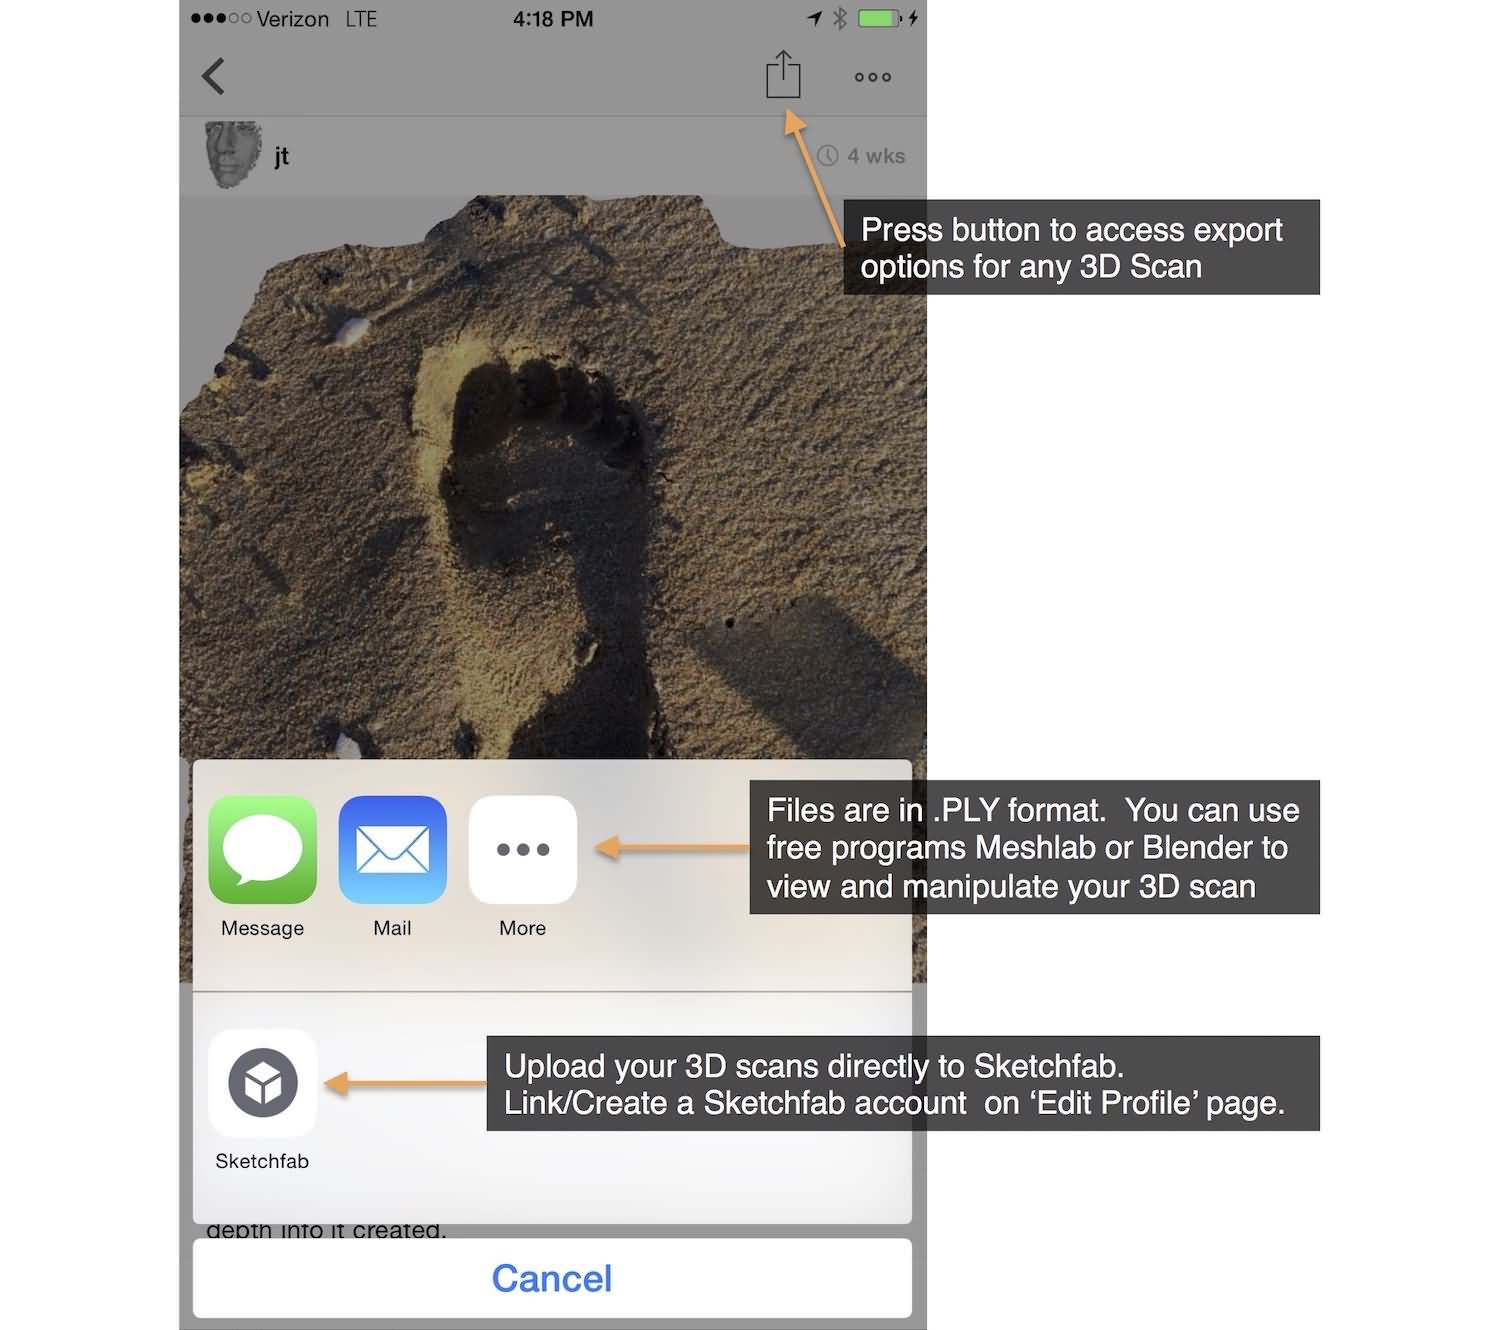 Verizon LTE 4:18 PM
jt 4 wks
Press button to access export
options for any 3D Scan
Files are in .PLY format.  You can use
free programs Meshlab or Blender to
view and manipulate your 3D scan
Message Mail More
Upload your 3D scans directly to Sketchfab.
Link/Create a Sketchfab account  on ‘Edit Profile’ page.
Sketchfab
depth info it created.
Cancel